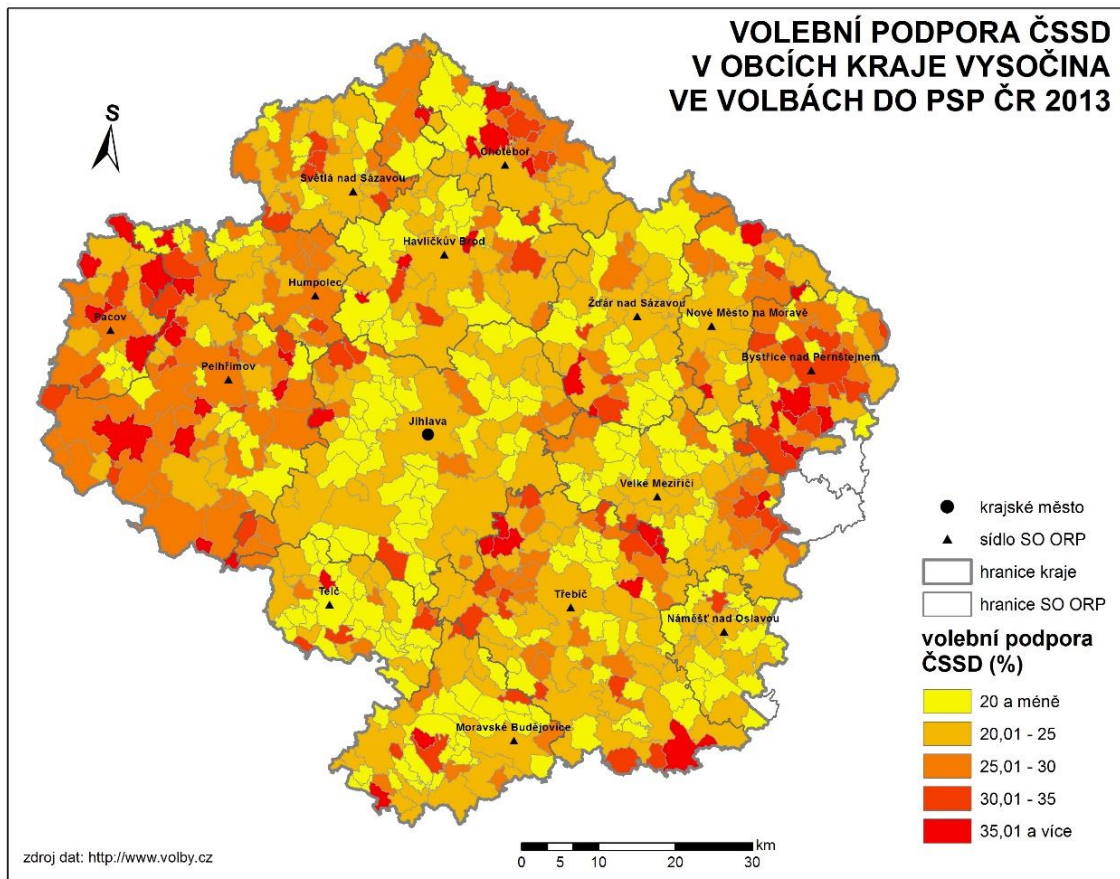 VOLEBNÍ PODPORA ČSSD
V OBCÍCH KRAJE VYSOČINA
VE VOLBÁCH DO PSP ČR 2013
S
Chotěboř
Světlá nad Sázavou
Havlíčkův Brod
Humpolec
Žďár nad Sázavou
Nové Město na Moravě
Pacov
Bystřice nad Pernštejnem
Pelhřimov
Jihlava
Velké Meziříčí
Telč
Třebíč
Náměšť nad Oslavou
Moravské Budějovice
krajské město
sídlo SO ORP
hranice kraje
hranice SO ORP
volební podpora
ČSSD (%)
20 a méně
20,01 - 25
25,01 - 30
30,01 - 35
35,01 a více
km
0 5 10 20 30
zdroj dat: http://www.volby.cz